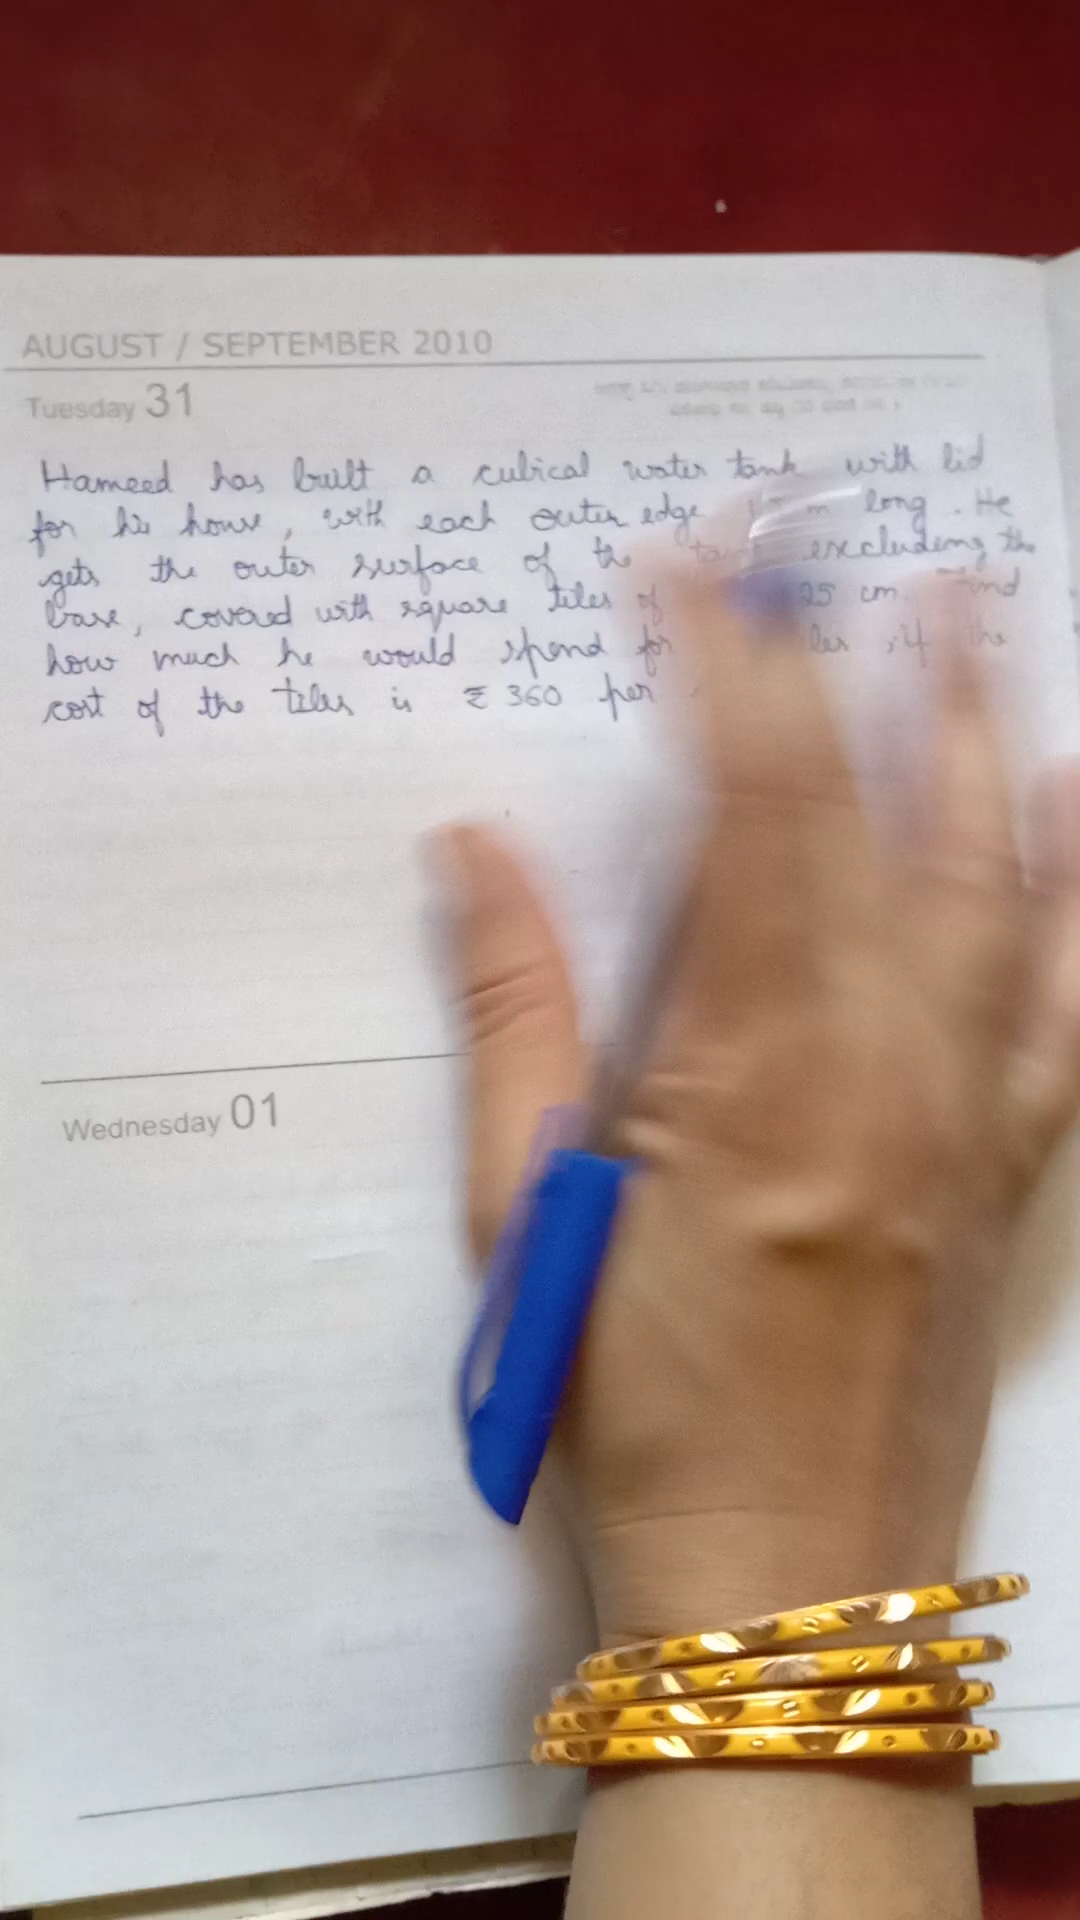 AUGUST / SEPTEMBER 2010
Tuesday 31
Hameed has built a cubical water tank with lid
for his house, with each outer edge m long. He
gets the outer surface of the excluding the
base, covered with square tiles of 25 cm. Find
how much he would spend for if the
cost of the tiles is ₹ 360 per
Wednesday 01